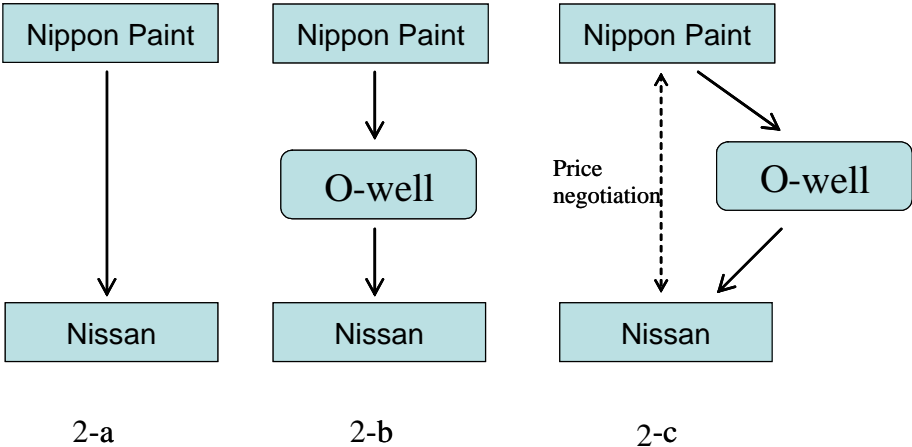 Nippon Paint
Nippon Paint
Nippon Paint
O-well
O-well
Price
negotiation
Nissan
Nissan
Nissan
2-a
2-b
2-c